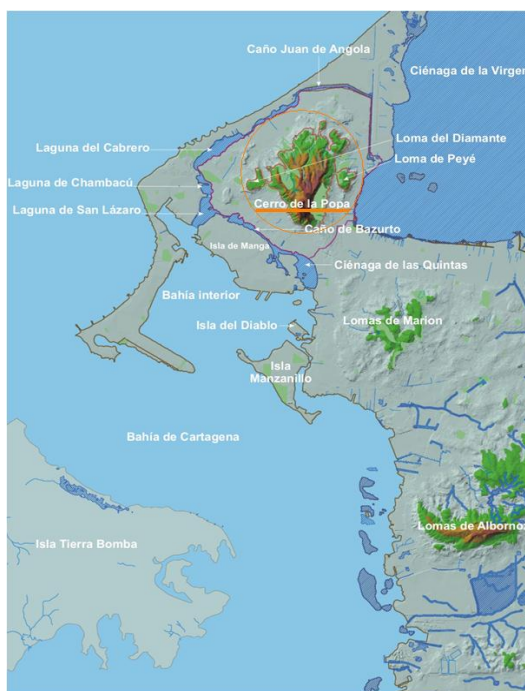 Caño Juan de Angola
Ciénaga de la Virgen
Laguna del Cabrero
Loma del Diamante
Loma de Peyé
Laguna de Chambacú
Cerro de la Popa
Laguna de San Lázaro
Caño de Bazurto
Isla de Manga
Ciénaga de las Quintas
Bahía interior
Isla del Diablo
Lomas de Marion
Isla
Manzanillo
Bahía de Cartagena
Lomas de Albornoz
Isla Tierra Bomba